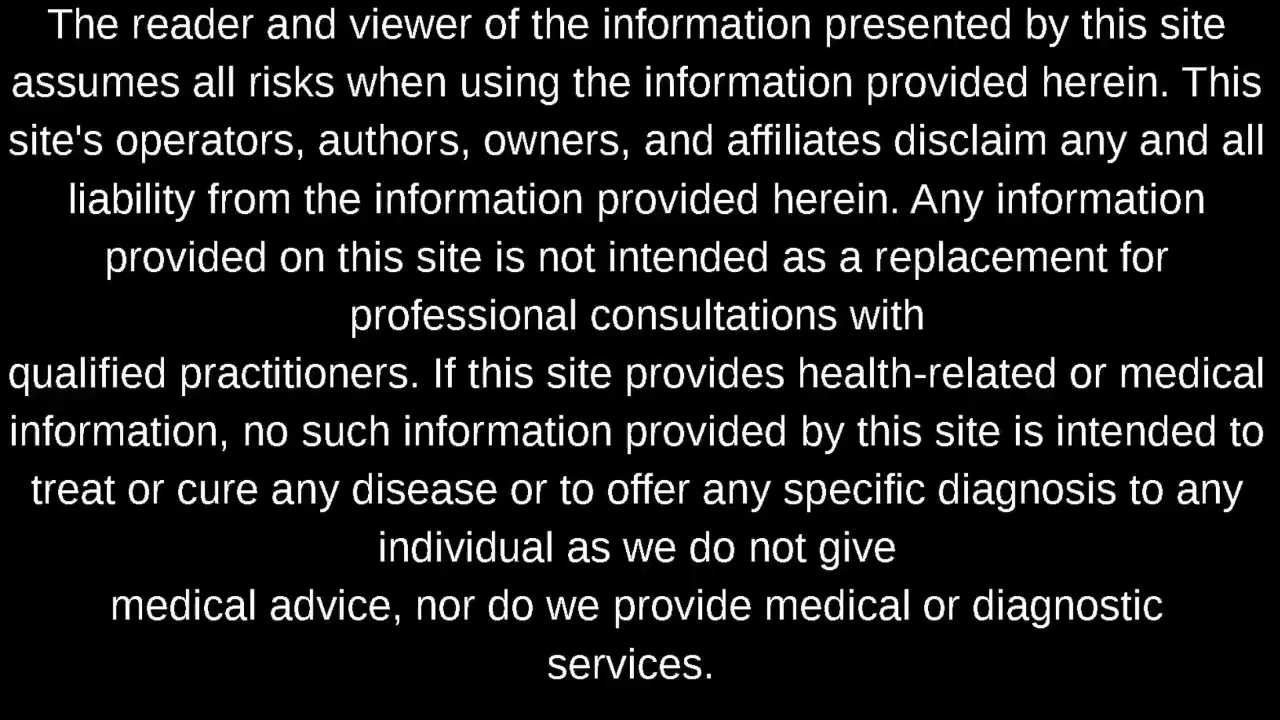 The reader and viewer of the information presented by this site
assumes all risks when using the information provided herein. This
site's operators, authors, owners, and affiliates disclaim any and all
liability from the information provided herein. Any information
provided on this site is not intended as a replacement for
professional consultations with
qualified practitioners. If this site provides health-related or medical
information, no such information provided by this site is intended to
treat or cure any disease or to offer any specific diagnosis to any
individual as we do not give
medical advice, nor do we provide medical or diagnostic
services.